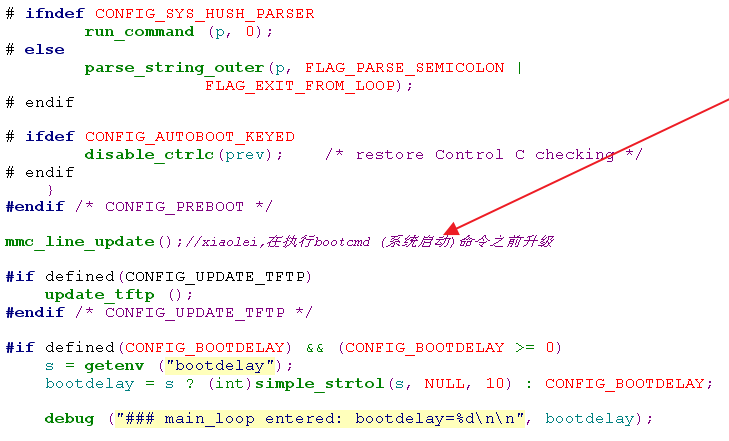 # ifndef CONFIG_SYS_HUSH_PARSER
run_command (p, 0);
# else
parse_string_outer(p, FLAG_PARSE_SEMICOLON |
FLAG_EXIT_FROM_LOOP);
# endif
# ifdef CONFIG_AUTOBOOT_KEYED
disable_ctrlc(prev); /* restore Control C checking */
# endif
}
#endif /* CONFIG_PREBOOT */
mmc_line_update();//xiaolei,在执行bootcmd (系统启动)命令之前升级
#if defined(CONFIG_UPDATE_TFTP)
update_tftp ();
#endif /* CONFIG_UPDATE_TFTP */
#if defined(CONFIG_BOOTDELAY) && (CONFIG_BOOTDELAY >= 0)
s = getenv ("bootdelay");
bootdelay = s ? (int)simple_strtol(s, NULL, 10) : CONFIG_BOOTDELAY;
debug ("### main_loop entered: bootdelay=%d\n\n", bootdelay);